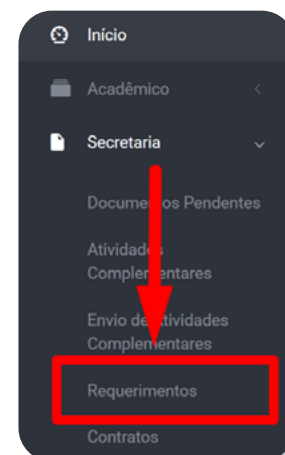 Início
Acadêmico
Secretaria
Documentos Pendentes
Atividades
Complementares
Envio de Atividades
Complementares
Requerimentos
Contratos